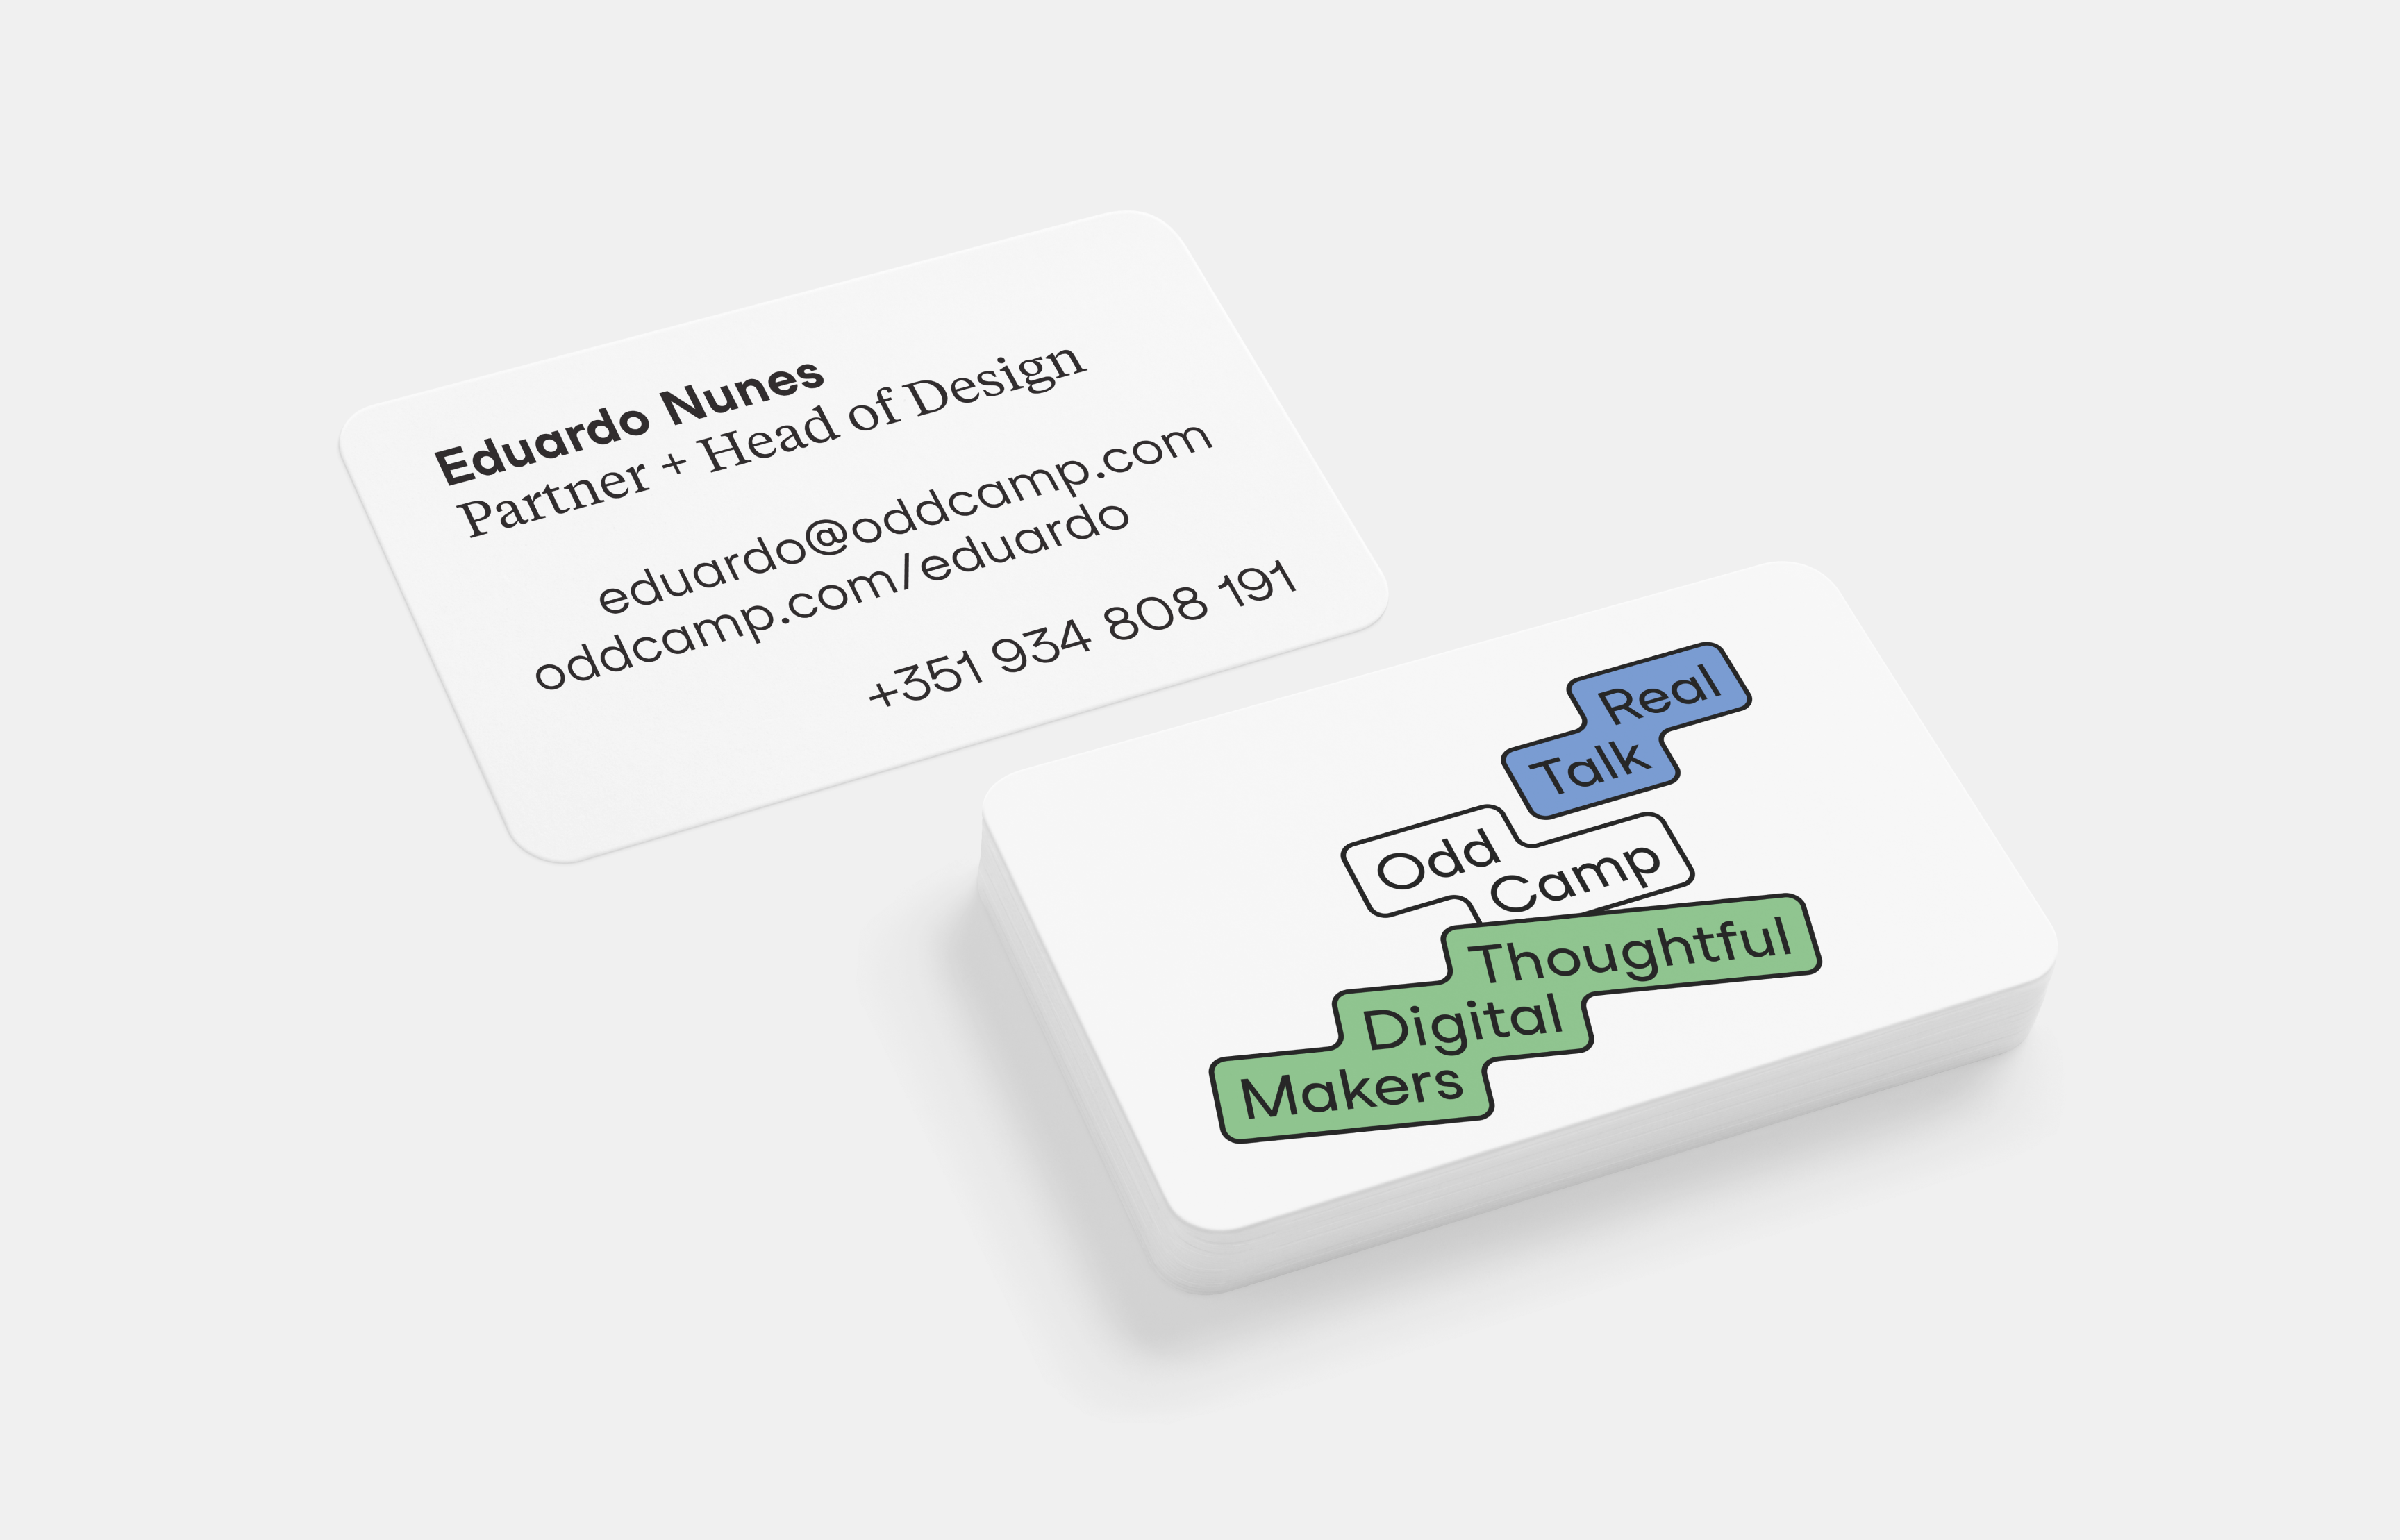 Eduardo Nunes
Partner + Head of Design
eduardo@oddcamp.com
oddcamp.com/eduardo
+351 934 808 191
Real
Talk
Odd
Camp
Thoughtful
Digital
Makers